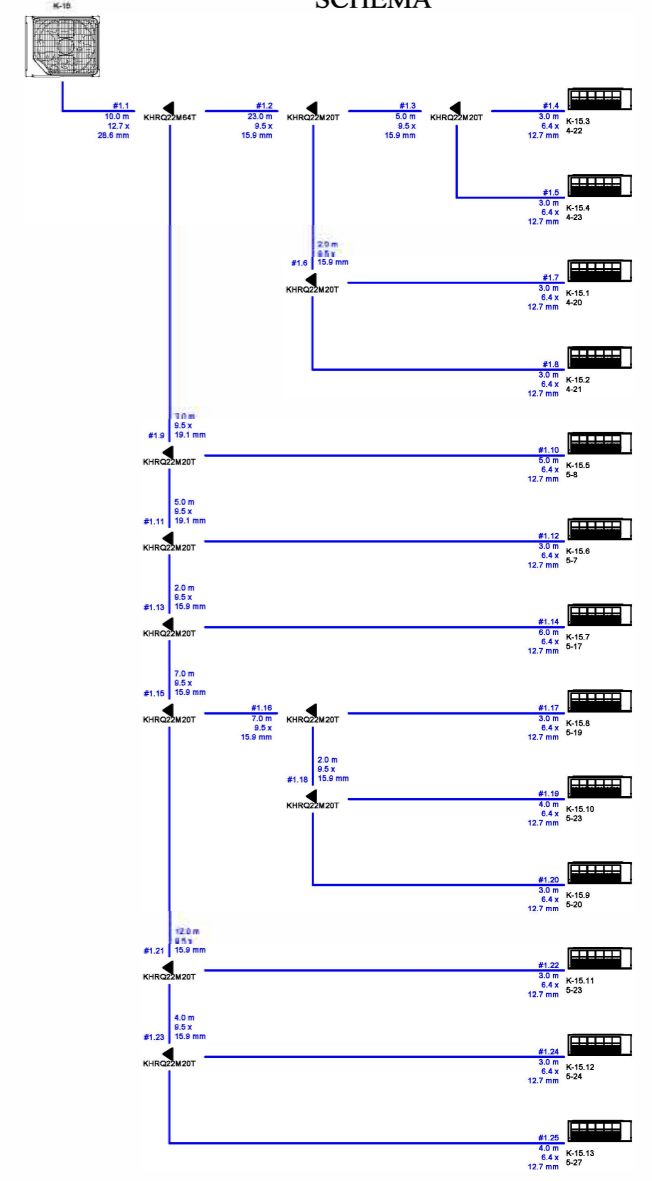 SCHEMA
K-15
#1.1
10.0 m
12.7 x
28.6 mm
KHRQ22M64T
#1.2
23.0 m
9.5 x
15.9 mm
KHRQ22M20T
#1.3
5.0 m
9.5 x
15.9 mm
KHRQ22M20T
#1.4
3.0 m
6.4 x
12.7 mm
K-15.3
4-22
#1.5
3.0 m
6.4 x
12.7 mm
K-15.4
4-23
2.0 m
9.5 x
#1.6
15.9 mm
KHRQ22M20T
#1.7
3.0 m
6.4 x
12.7 mm
K-15.1
4-20
#1.8
3.0 m
6.4 x
12.7 mm
K-15.2
4-21
3.0 m
9.5 x
#1.9
19.1 mm
KHRQ22M20T
#1.10
5.0 m
6.4 x
12.7 mm
K-15.5
5-8
5.0 m
9.5 x
#1.11
19.1 mm
KHRQ22M20T
#1.12
3.0 m
6.4 x
12.7 mm
K-15.6
5-7
2.0 m
9.5 x
#1.13
15.9 mm
KHRQ22M20T
#1.14
6.0 m
6.4 x
12.7 mm
K-15.7
5-17
7.0 m
9.5 x
#1.15
15.9 mm
KHRQ22M20T
#1.16
7.0 m
9.5 x
15.9 mm
KHRQ22M20T
#1.17
3.0 m
6.4 x
12.7 mm
K-15.8
5-19
2.0 m
9.5 x
#1.18
15.9 mm
KHRQ22M20T
#1.19
4.0 m
6.4 x
12.7 mm
K-15.10
5-23
#1.20
3.0 m
6.4 x
12.7 mm
K-15.9
5-20
12.0 m
9.5 x
#1.21
15.9 mm
KHRQ22M20T
#1.22
3.0 m
6.4 x
12.7 mm
K-15.11
5-23
4.0 m
9.5 x
#1.23
15.9 mm
KHRQ22M20T
#1.24
3.0 m
6.4 x
12.7 mm
K-15.12
5-24
#1.25
4.0 m
6.4 x
12.7 mm
K-15.13
5-27